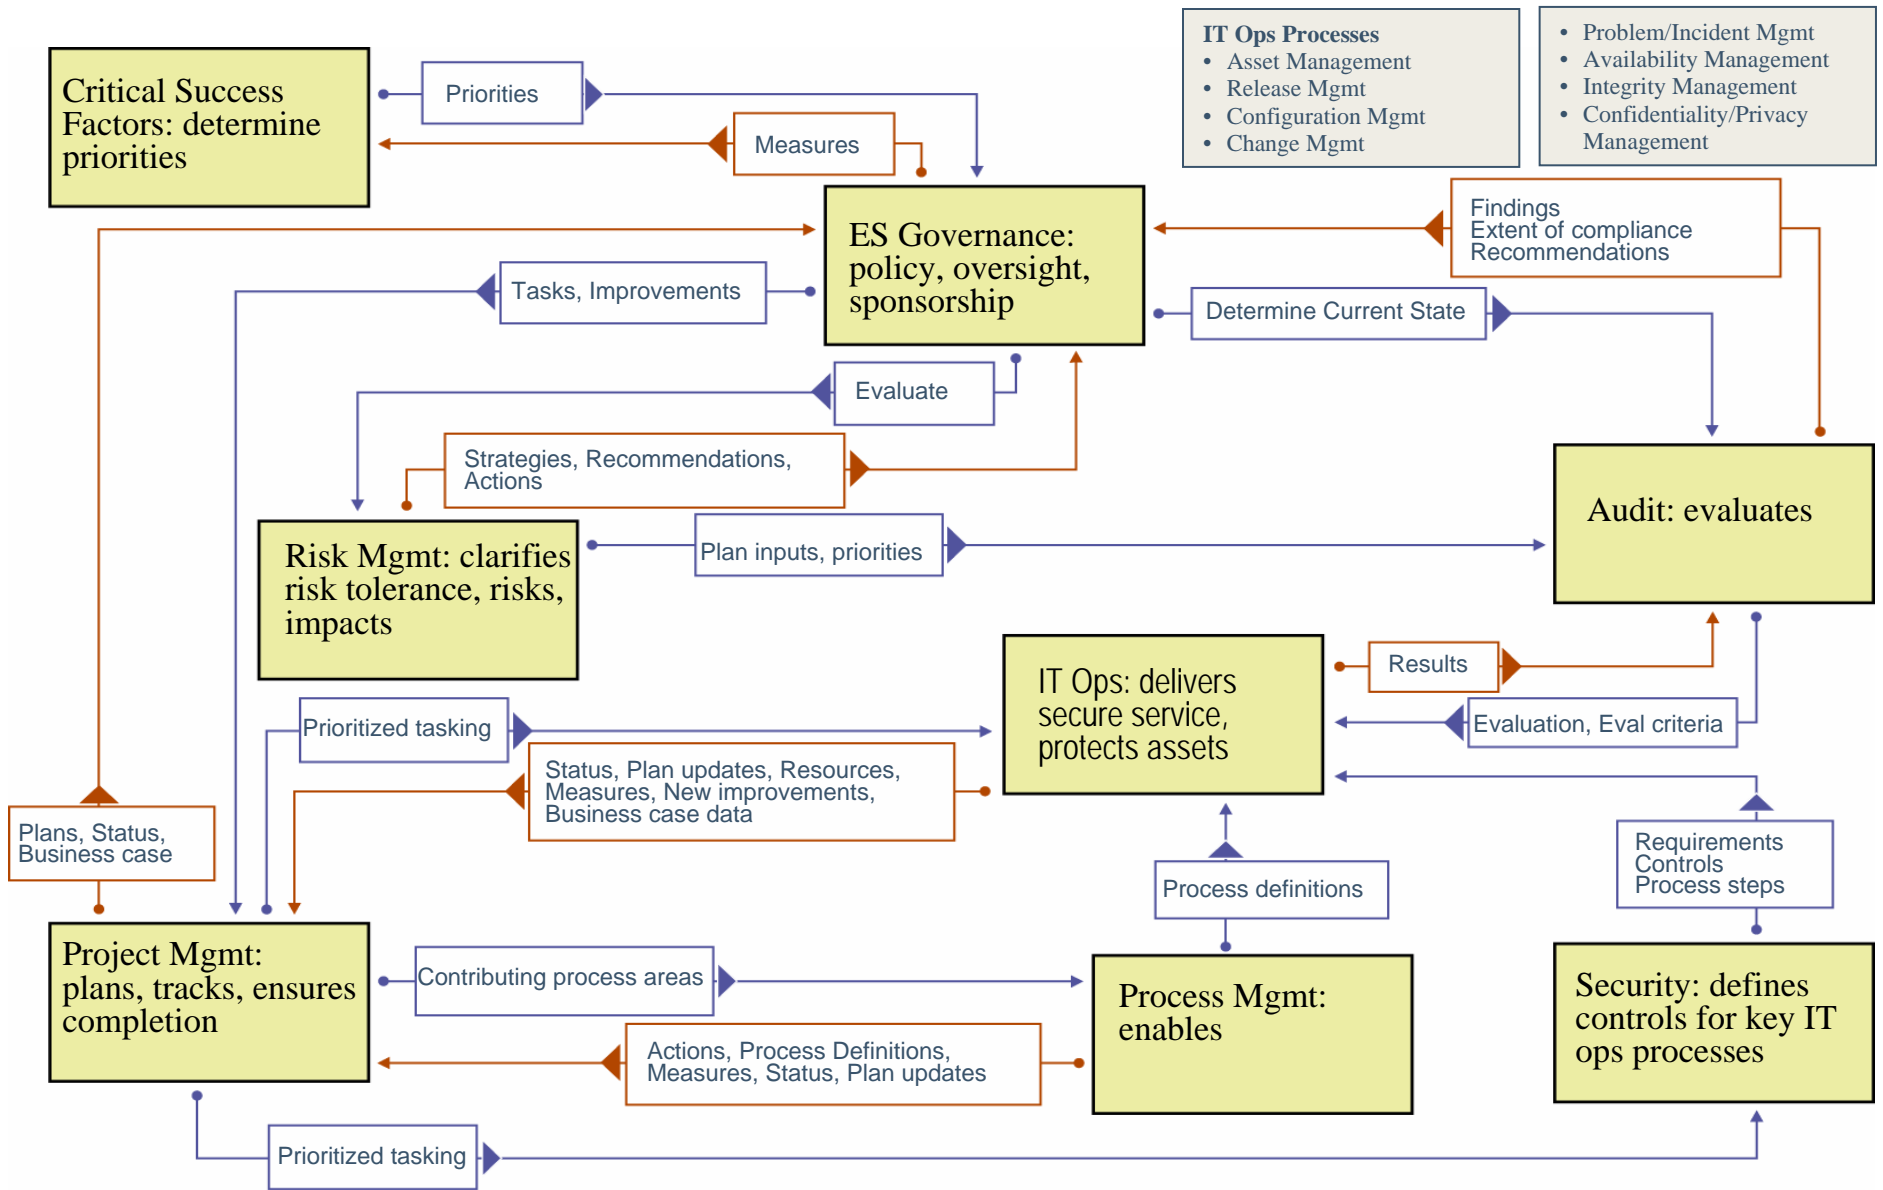 IT Ops Processes
• Asset Management
• Release Mgmt
• Configuration Mgmt
• Change Mgmt
• Problem/Incident Mgmt
• Availability Management
• Integrity Management
• Confidentiality/Privacy
Management
Critical Success
Factors: determine
priorities
Priorities
Measures
ES Governance:
policy, oversight,
sponsorship
Findings
Extent of compliance
Recommendations
Tasks, Improvements
Determine Current State
Evaluate
Strategies, Recommendations,
Actions
Audit: evaluates
Risk Mgmt: clarifies
risk tolerance, risks,
impacts
Plan inputs, priorities
IT Ops: delivers
secure service,
protects assets
Results
Evaluation, Eval criteria
Prioritized tasking
Status, Plan updates, Resources,
Measures, New improvements,
Business case data
Plans, Status,
Business case
Process definitions
Requirements
Controls
Process steps
Project Mgmt:
plans, tracks, ensures
completion
Contributing process areas
Process Mgmt:
enables
Security: defines
controls for key IT
ops processes
Actions, Process Definitions,
Measures, Status, Plan updates
Prioritized tasking